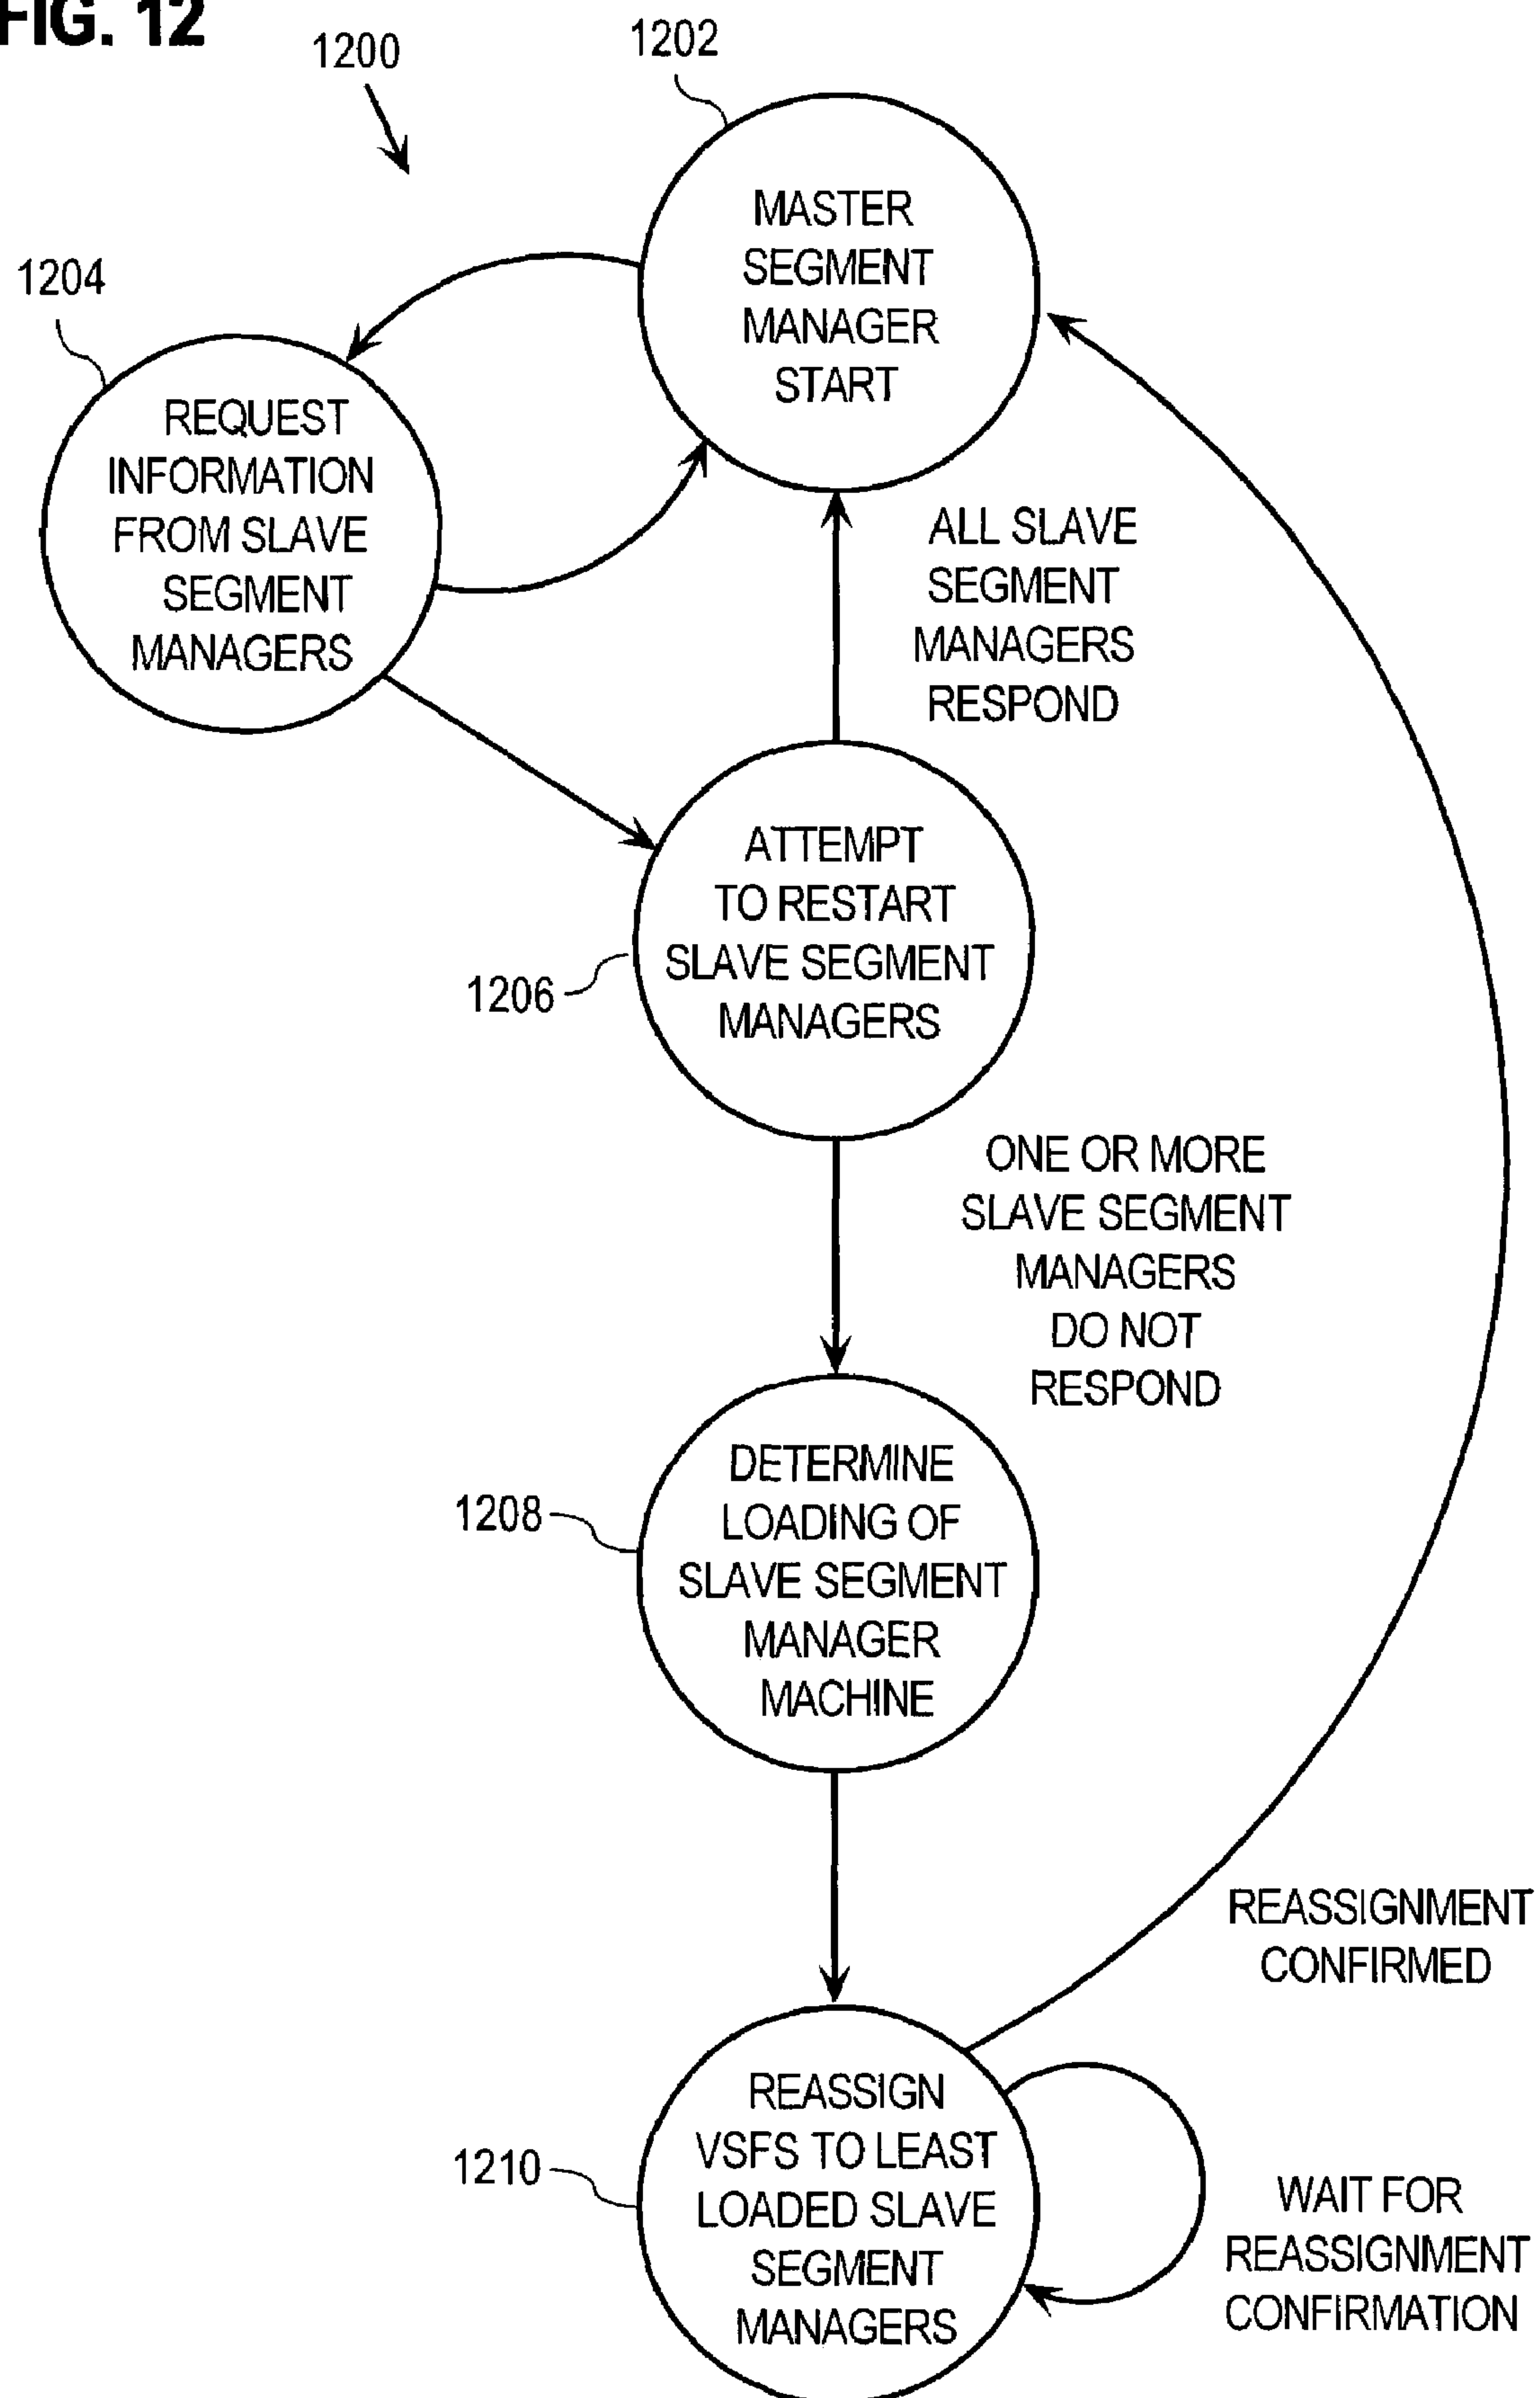 FIG. 12
1200
1202
MASTER
SEGMENT
MANAGER
START
1204
REQUEST
INFORMATION
FROM SLAVE
SEGMENT
MANAGERS
ALL SLAVE
SEGMENT
MANAGERS
RESPOND
ATTEMPT
TO RESTART
SLAVE SEGMENT
MANAGERS
1206
ONE OR MORE
SLAVE SEGMENT
MANAGERS
DO NOT
RESPOND
DETERMINE
LOADING OF
SLAVE SEGMENT
MANAGER
MACHINE
1208
REASSIGNMENT
CONFIRMED
REASSIGN
VSFS TO LEAST
LOADED SLAVE
SEGMENT
MANAGERS
1210
WAIT FOR
REASSIGNMENT
CONFIRMATION